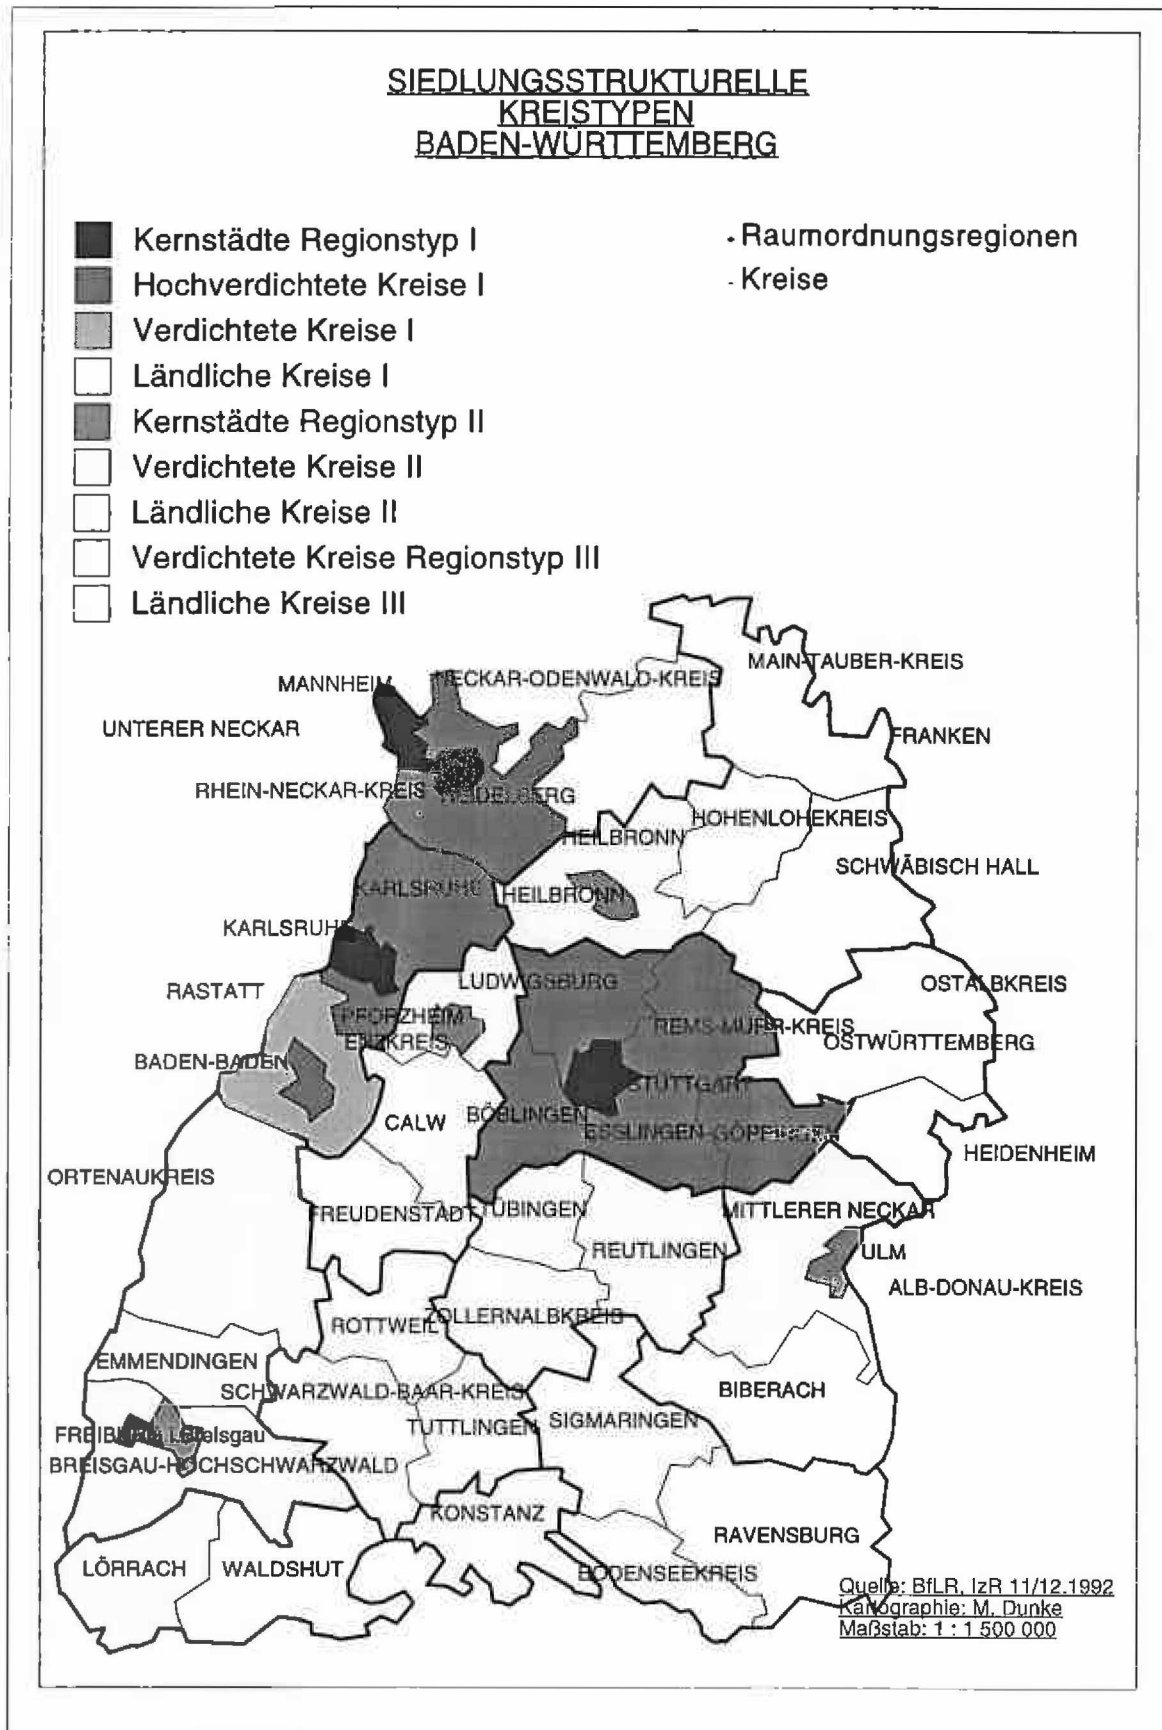 SIEDLUNGSSTRUKTURELLE
KREISTYPEN
BADEN-WÜRTTEMBERG
Kernstädte Regionstyp I
Hochverdichtete Kreise I
Verdichtete Kreise I
Ländliche Kreise I
Kernstädte Regionstyp II
Verdichtete Kreise II
Ländliche Kreise II
Verdichtete Kreise Regionstyp III
Ländliche Kreise III
Raumordnungsregionen
Kreise
MAIN-TAUBER-KREIS
NECKAR-ODENWALD-KREIS
MANNHEIM
UNTERER NECKAR
FRANKEN
RHEIN-NECKAR-KREIS
HEIDELBERG
HOHENLOHEKREIS
HEILBRONN
SCHWÄBISCH HALL
KARLSRUHE
HEILBRONN
KARLSRUHE
LUDWIGSBURG
OSTALBKREIS
RASTATT
PFORZHEIM
REMS-MURR-KREIS
ENZKREIS
OSTWÜRTTEMBERG
BADEN-BADEN
STUTTGART
CALW
BÖBLINGEN
ESSLINGEN-GÖPPINGEN
HEIDENHEIM
ORTENAUKREIS
FREUDENSTADT
TÜBINGEN
MITTLERER NECKAR
REUTLINGEN
ULM
ALB-DONAU-KREIS
ROTTWEIL
ZOLLERNALBKREIS
EMMENDINGEN
SCHWARZWALD-BAAR-KREIS
BIBERACH
TUTTLINGEN
SIGMARINGEN
BREISGAU-HOCHSCHWARZWALD
KONSTANZ
RAVENSBURG
LÖRRACH
WALDSHUT
BODENSEEKREIS
Quelle: BfLR, IzR 11/12.1992
Kartographie: M. Dunke
Maßstab: 1 : 1 500 000